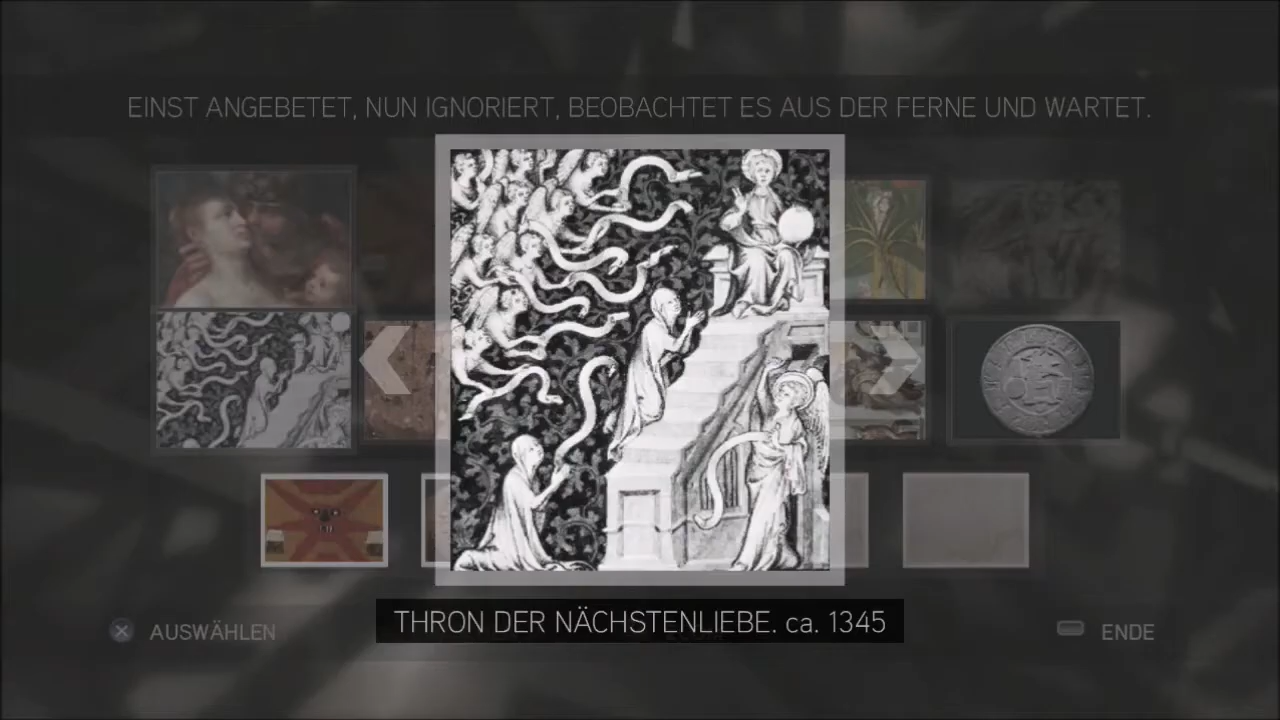 EINST ANGEBETET, NUN IGNORIERT, BEOBACHTET ES AUS DER FERNE UND WARTET.
THRON DER NÄCHSTENLIEBE. ca. 1345
AUSWÄHLEN
ENDE